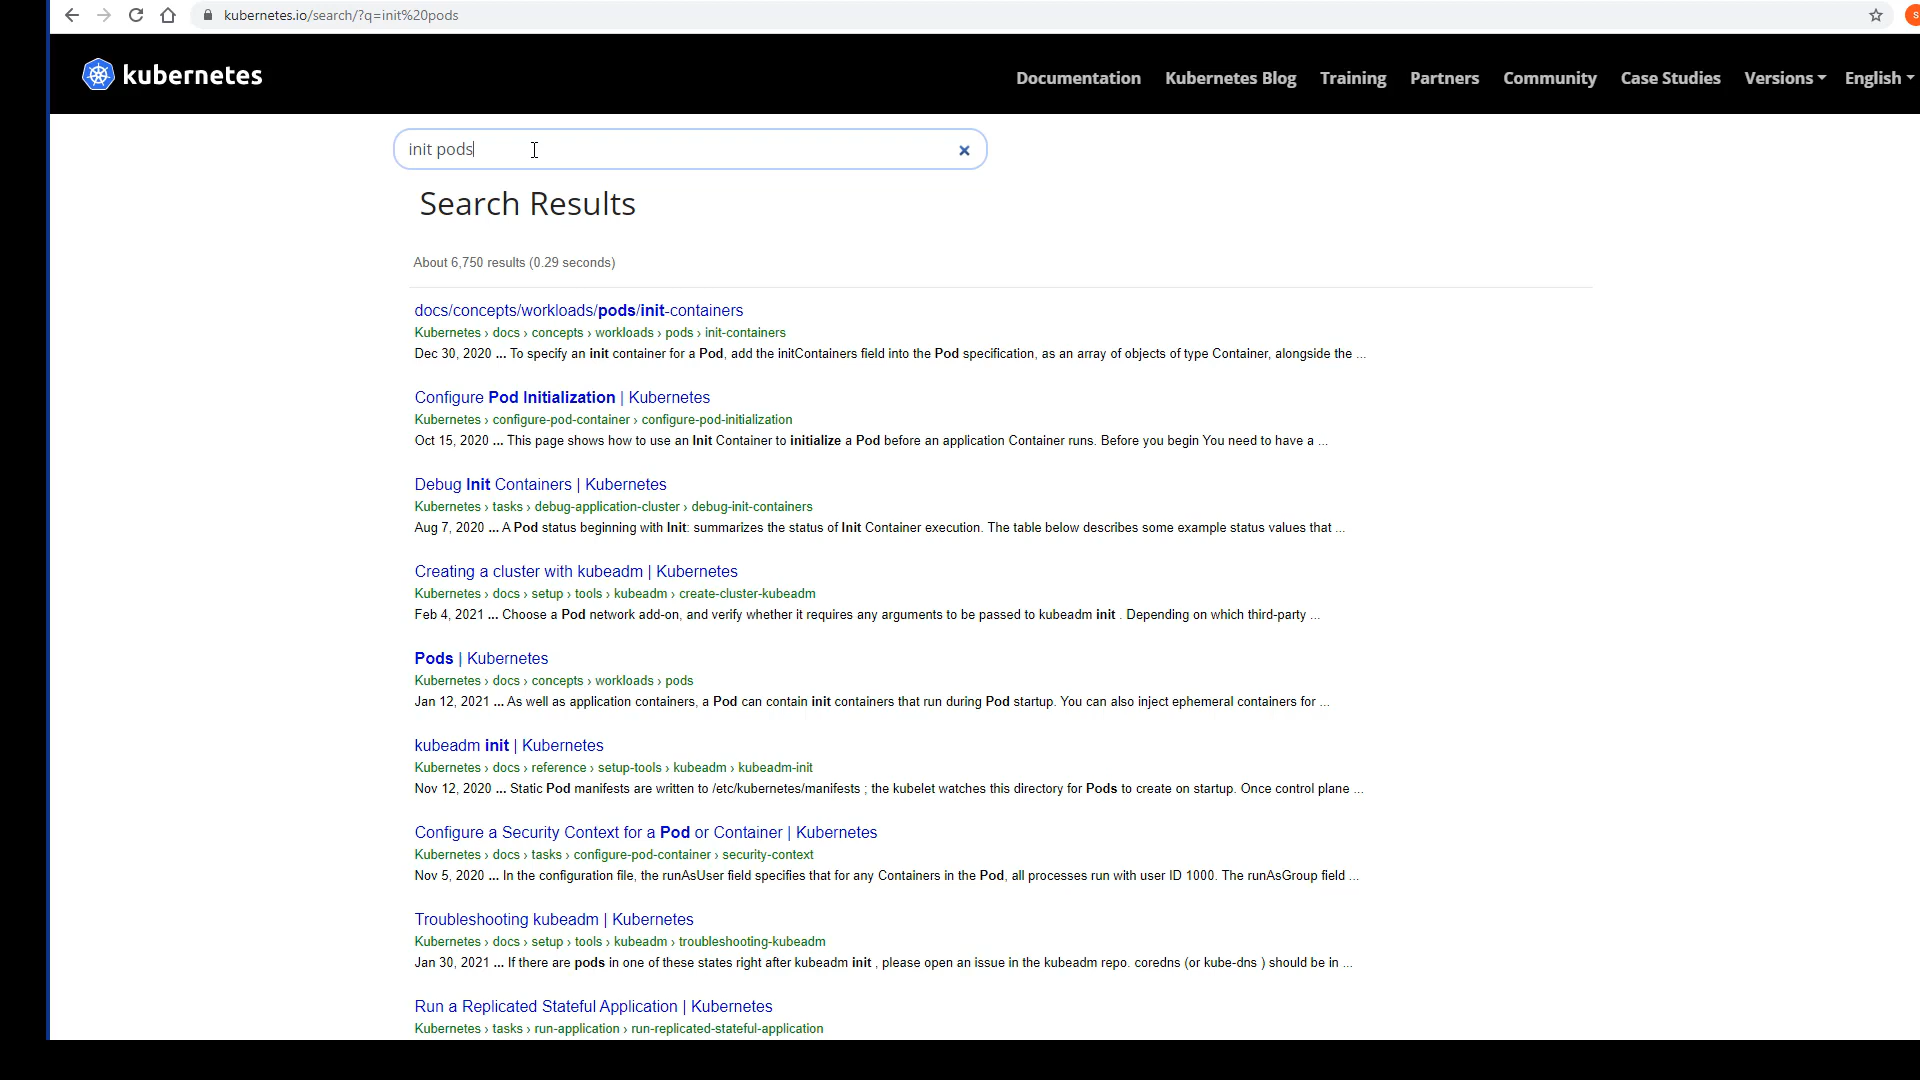 kubernetes.io/search/?q=init%20pods
S
kubernetes
Documentation Kubernetes Blog Training Partners Community Case Studies Versions English
init pods
Search Results
About 6,750 results (0.29 seconds)
docs/concepts/workloads/pods/init-containers
Kubernetes › docs › concepts › workloads › pods › init-containers
Dec 30, 2020 ... To specify an init container for a Pod, add the initContainers field into the Pod specification, as an array of objects of type Container, alongside the ...
Configure Pod Initialization | Kubernetes
Kubernetes › configure-pod-container › configure-pod-initialization
Oct 15, 2020 ... This page shows how to use an Init Container to initialize a Pod before an application Container runs. Before you begin You need to have a ...
Debug Init Containers | Kubernetes
Kubernetes › tasks › debug-application-cluster › debug-init-containers
Aug 7, 2020 ... A Pod status beginning with Init: summarizes the status of Init Container execution. The table below describes some example status values that ...
Creating a cluster with kubeadm | Kubernetes
Kubernetes › docs › setup › tools › kubeadm › create-cluster-kubeadm
Feb 4, 2021 ... Choose a Pod network add-on, and verify whether it requires any arguments to be passed to kubeadm init . Depending on which third-party ...
Pods | Kubernetes
Kubernetes › docs › concepts › workloads › pods
Jan 12, 2021 ... As well as application containers, a Pod can contain init containers that run during Pod startup. You can also inject ephemeral containers for ...
kubeadm init | Kubernetes
Kubernetes › docs › reference › setup-tools › kubeadm › kubeadm-init
Nov 12, 2020 ... Static Pod manifests are written to /etc/kubernetes/manifests ; the kubelet watches this directory for Pods to create on startup. Once control plane ...
Configure a Security Context for a Pod or Container | Kubernetes
Kubernetes › docs › tasks › configure-pod-container › security-context
Nov 5, 2020 ... In the configuration file, the runAsUser field specifies that for any Containers in the Pod, all processes run with user ID 1000. The runAsGroup field ...
Troubleshooting kubeadm | Kubernetes
Kubernetes › docs › setup › tools › kubeadm › troubleshooting-kubeadm
Jan 30, 2021 ... If there are pods in one of these states right after kubeadm init , please open an issue in the kubeadm repo. coredns (or kube-dns ) should be in ...
Run a Replicated Stateful Application | Kubernetes
Kubernetes › tasks › run-application › run-replicated-stateful-application